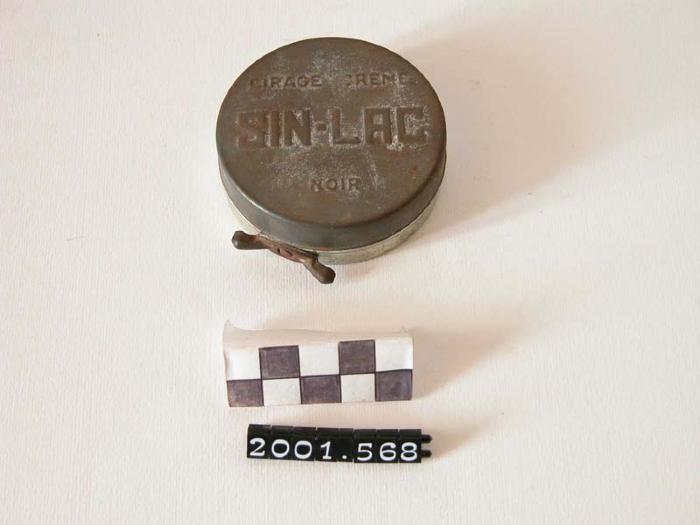 CIRAGE CREME
SIN-LAC
NOIR
2001.568